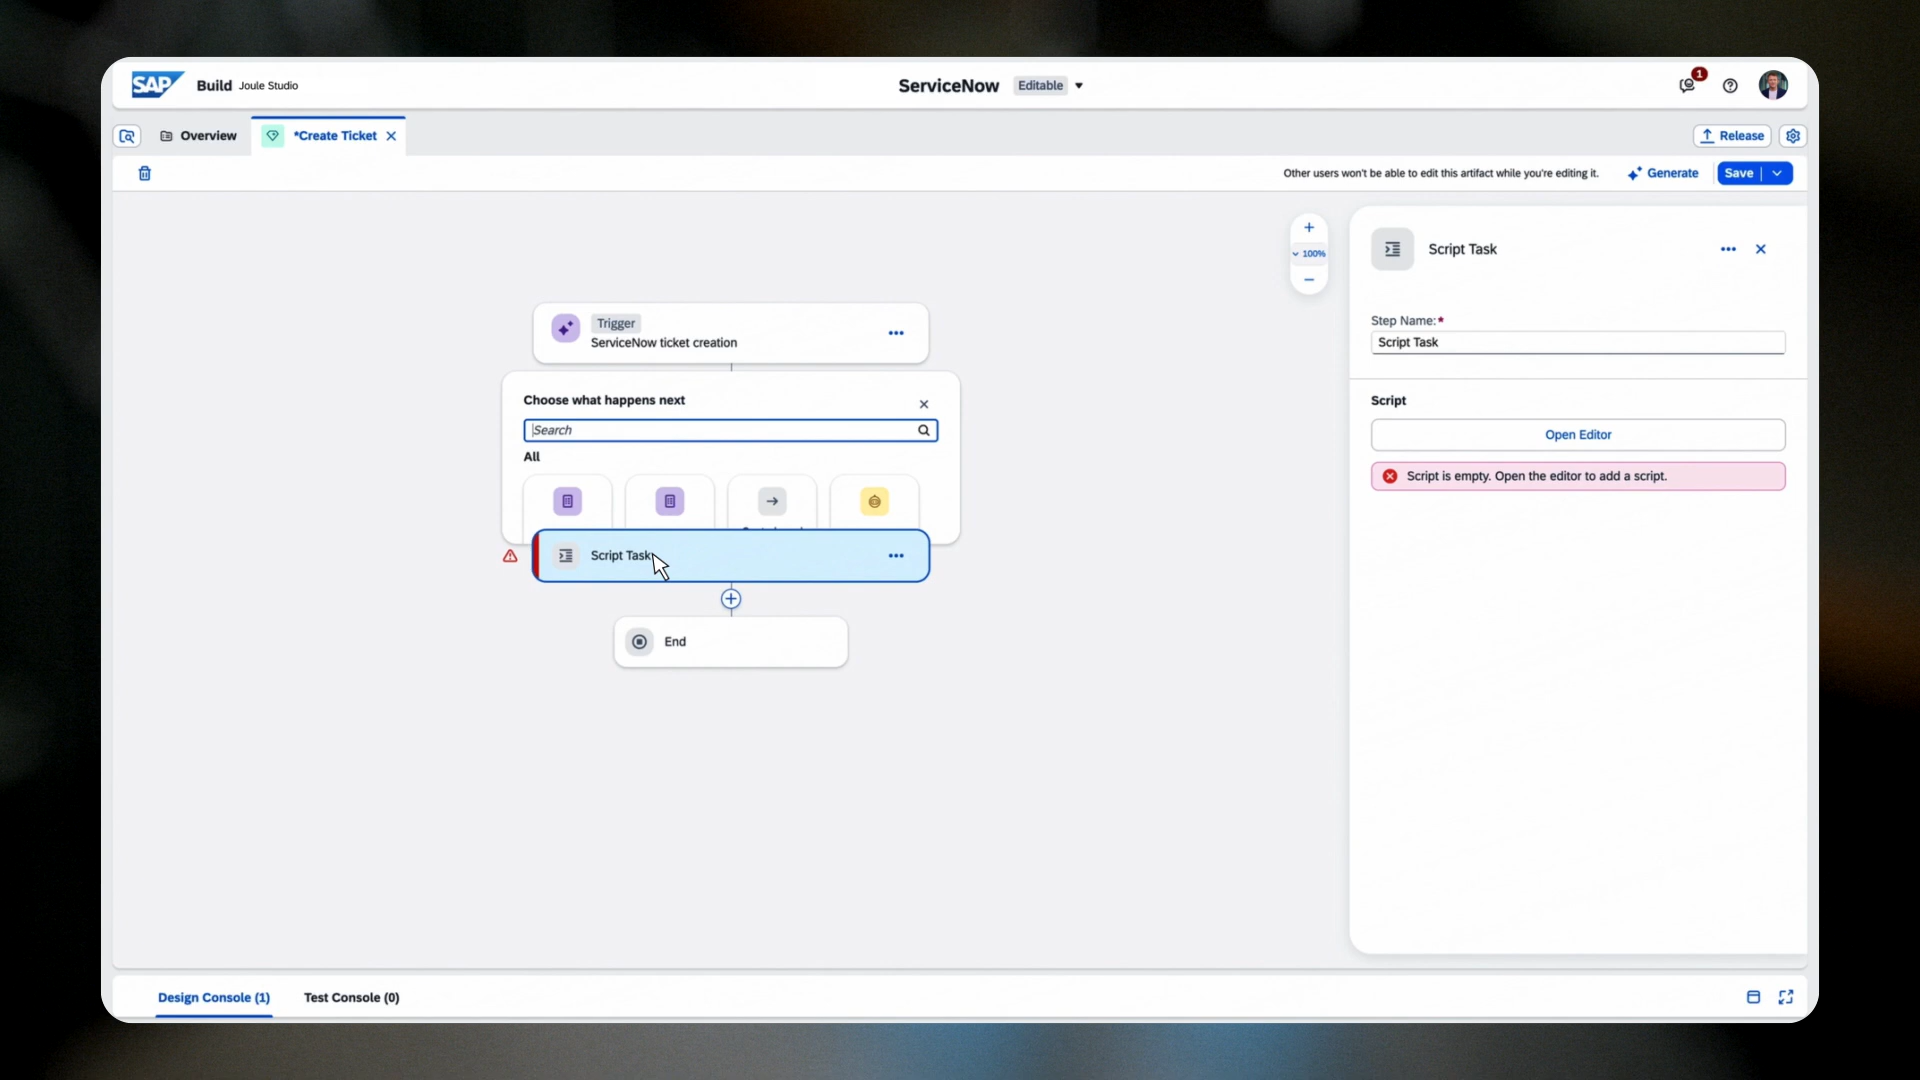 SAP Build Joule Studio
ServiceNow Editable
1
Overview
*Create Ticket
Release
Other users won't be able to edit this artifact while you're editing it.
Generate
Save
100%
Trigger
ServiceNow ticket creation
Choose what happens next
Search
All
Script Task
End
Script Task
Step Name:*
Script Task
Script
Open Editor
Script is empty. Open the editor to add a script.
Design Console (1)
Test Console (0)